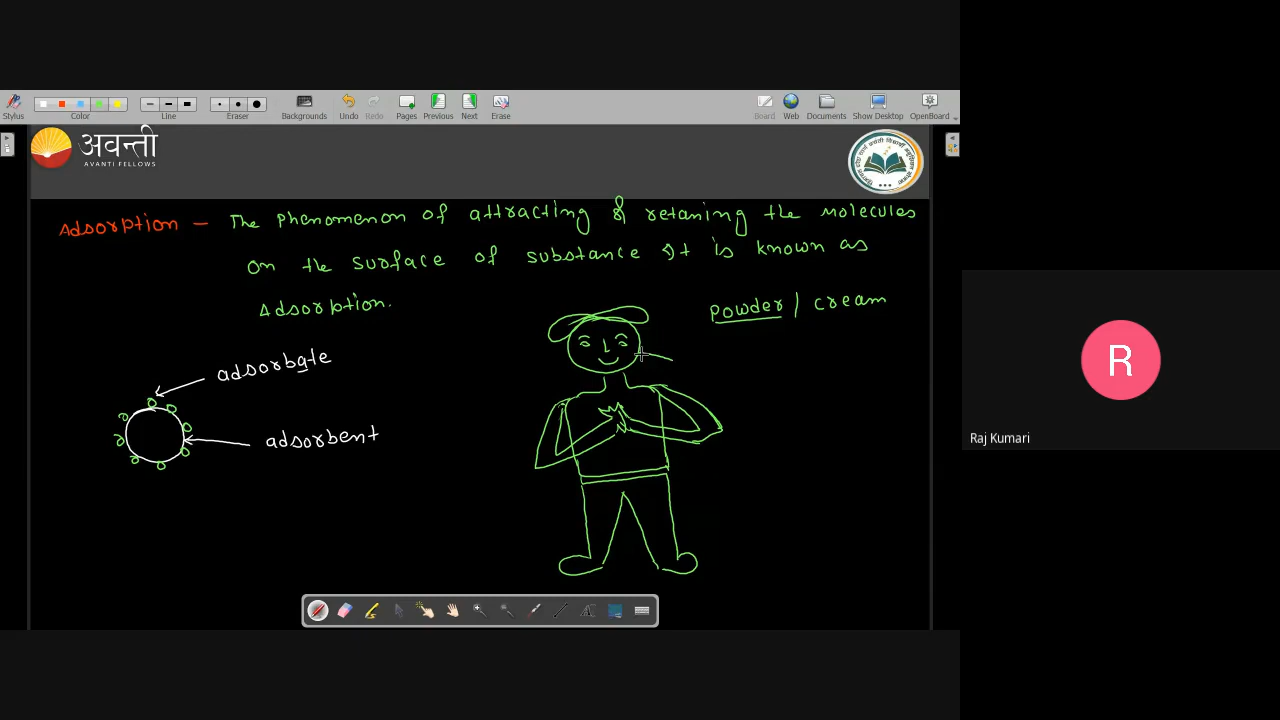 Stylus
Color
Line
Eraser
Backgrounds
Undo
Redo
Pages
Previous
Next
Erase
Board
Web
Documents
Show Desktop
OpenBoard
अवन्ती
AVANTI FELLOWS
Adsorption – The Phenomenon of attracting & retaning the molecules
on the surface of substance it is known as
Adsorption.
Powder / cream
adsorbate
adsorbent
R
Raj Kumari